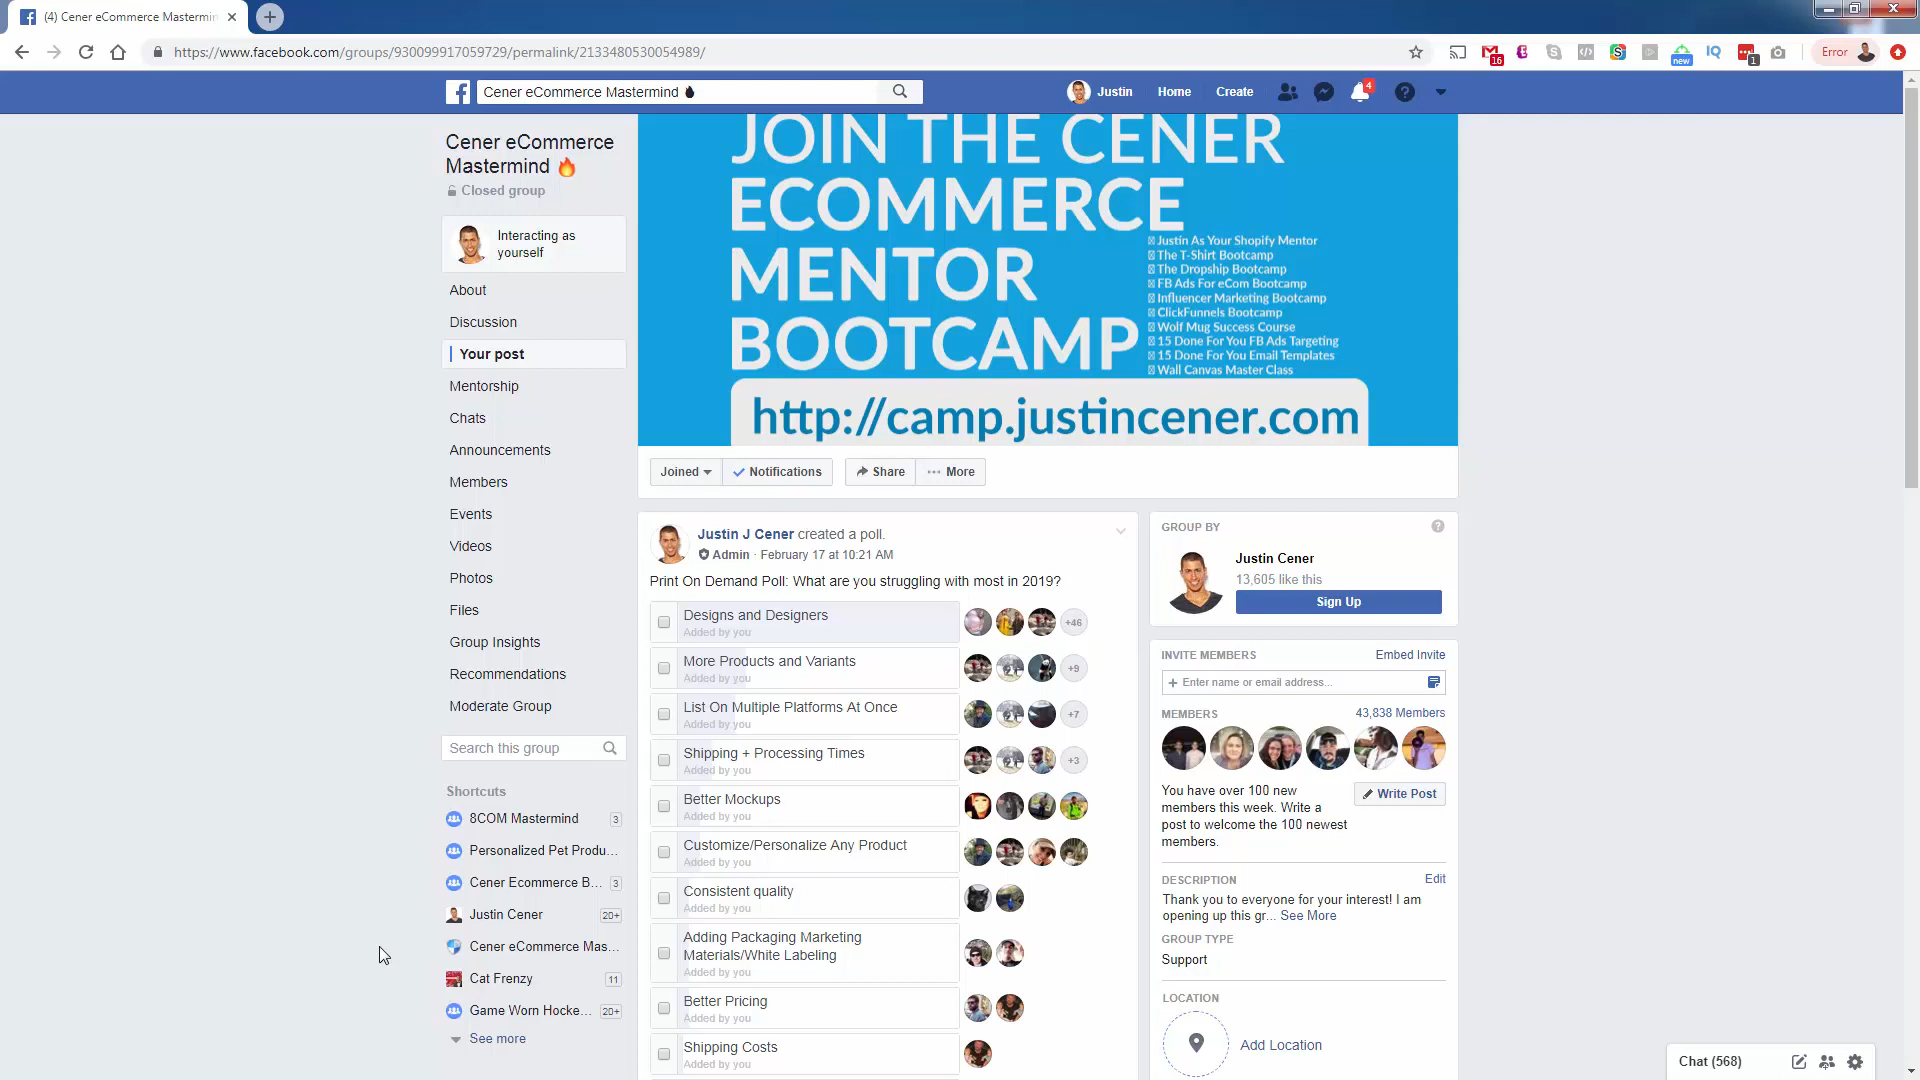 (4) Cener eCommerce Mastermin
https://www.facebook.com/groups/930099917059729/permalink/2133480530054989/
16
new
IQ
1
Error
Cener eCommerce Mastermind
Justin
Home
Create
4
Cener eCommerce
Mastermind
Closed group
Interacting as
yourself
About
Discussion
Your post
Mentorship
Chats
Announcements
Members
Events
Videos
Photos
Files
Group Insights
Recommendations
Moderate Group
Search this group
Shortcuts
8COM Mastermind 3
Personalized Pet Produ...
Cener Ecommerce B... 3
Justin Cener 20+
Cener eCommerce Mas...
Cat Frenzy 11
Game Worn Hocke... 20+
See more
JOIN THE CENER
ECOMMERCE
MENTOR
BOOTCAMP
Justin As Your Shopify Mentor
The T-Shirt Bootcamp
The Dropship Bootcamp
FB Ads For eCom Bootcamp
Influencer Marketing Bootcamp
ClickFunnels Bootcamp
Wolf Mug Success Course
15 Done For You FB Ads Targeting
15 Done For You Email Templates
Wall Canvas Master Class
http://camp.justincener.com
Joined
Notifications
Share
More
Justin J Cener created a poll.
Admin · February 17 at 10:21 AM
Print On Demand Poll: What are you struggling with most in 2019?
Designs and Designers
Added by you
+46
More Products and Variants
Added by you
+9
List On Multiple Platforms At Once
Added by you
+7
Shipping + Processing Times
Added by you
+3
Better Mockups
Added by you
Customize/Personalize Any Product
Added by you
Consistent quality
Added by you
Adding Packaging Marketing
Materials/White Labeling
Added by you
Better Pricing
Added by you
Shipping Costs
Added by you
GROUP BY
Justin Cener
13,605 like this
Sign Up
INVITE MEMBERS
Embed Invite
+ Enter name or email address...
MEMBERS
43,838 Members
You have over 100 new
members this week. Write a
post to welcome the 100 newest
members.
Write Post
DESCRIPTION
Edit
Thank you to everyone for your interest! I am
opening up this gr... See More
GROUP TYPE
Support
LOCATION
Add Location
Chat (568)